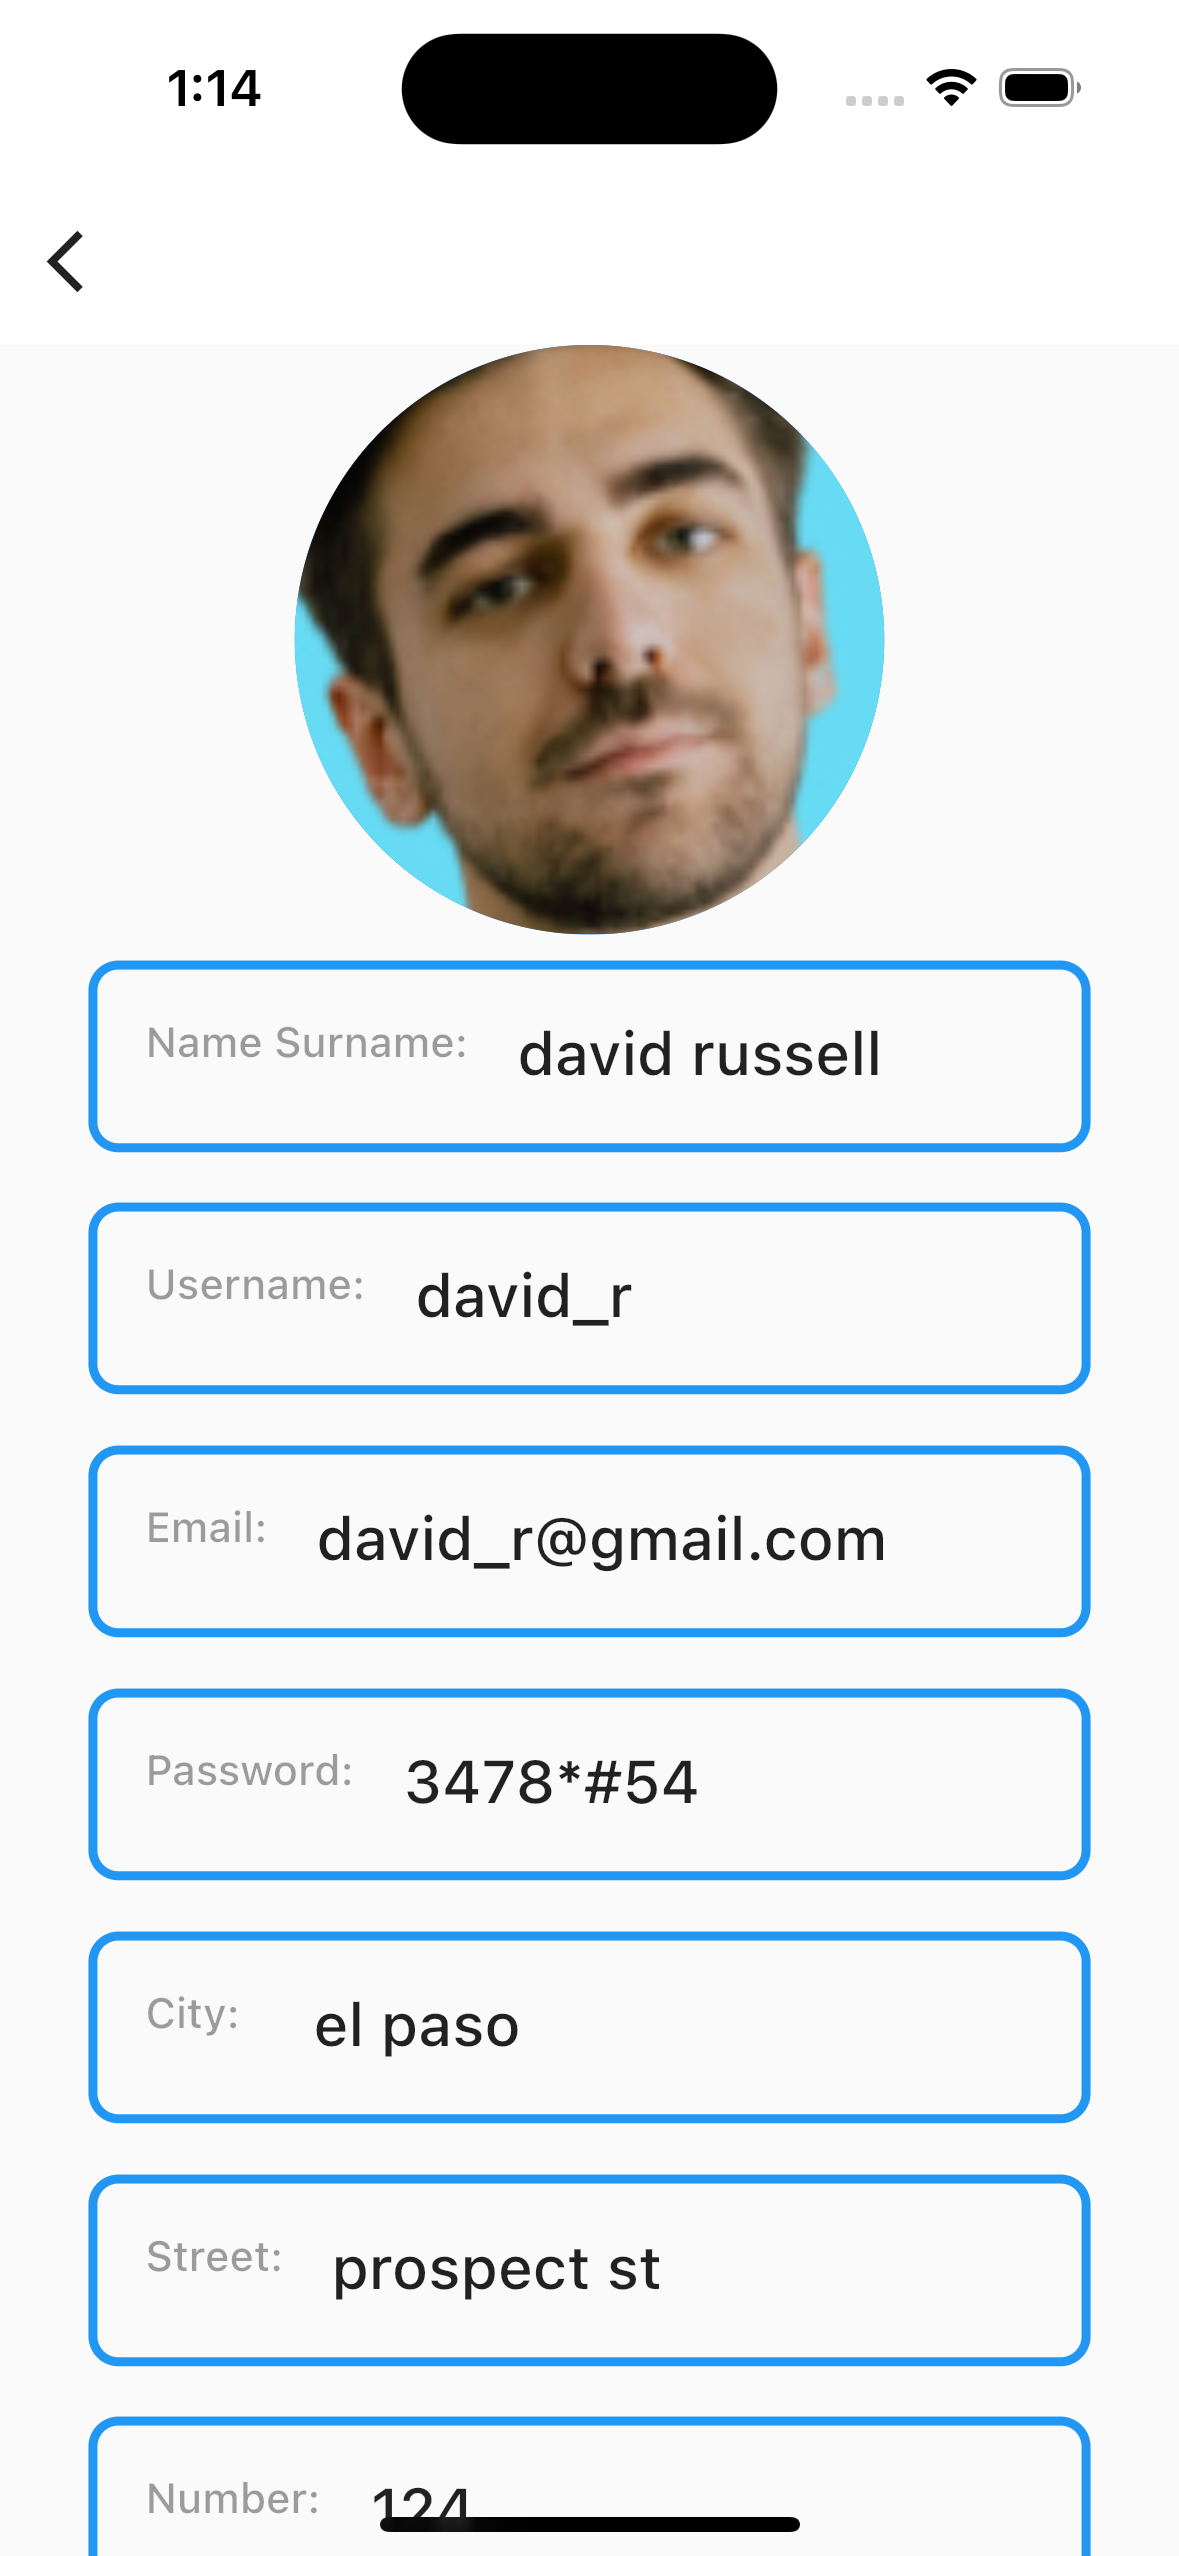 1:14
Name Surname: david russell
Username: david_r
Email: david_r@gmail.com
Password: 3478*#54
City: el paso
Street: prospect st
Number: 124